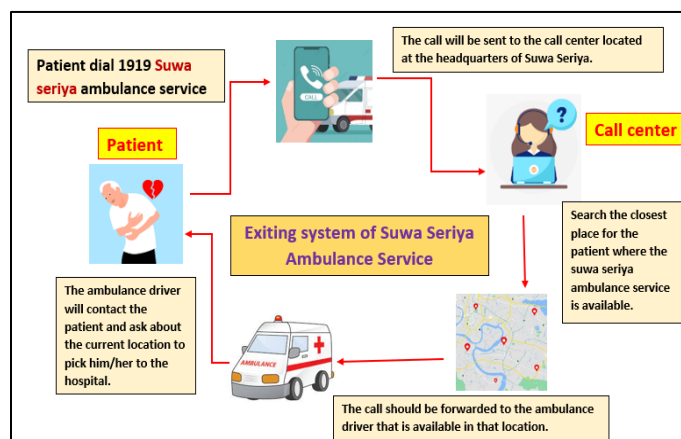 Patient dial 1919 Suwa
seriya ambulance service
CALL
The call will be sent to the call center located
at the headquarters of Suwa Seriya.
Patient
?
Call center
Exiting system of Suwa Seriya
Ambulance Service
Search the closest
place for the
patient where the
suwa seriya
ambulance service
is available.
The ambulance driver
will contact the
patient and ask about
the current location to
pick him/her to the
hospital.
AMBULANCE
The call should be forwarded to the ambulance
driver that is available in that location.